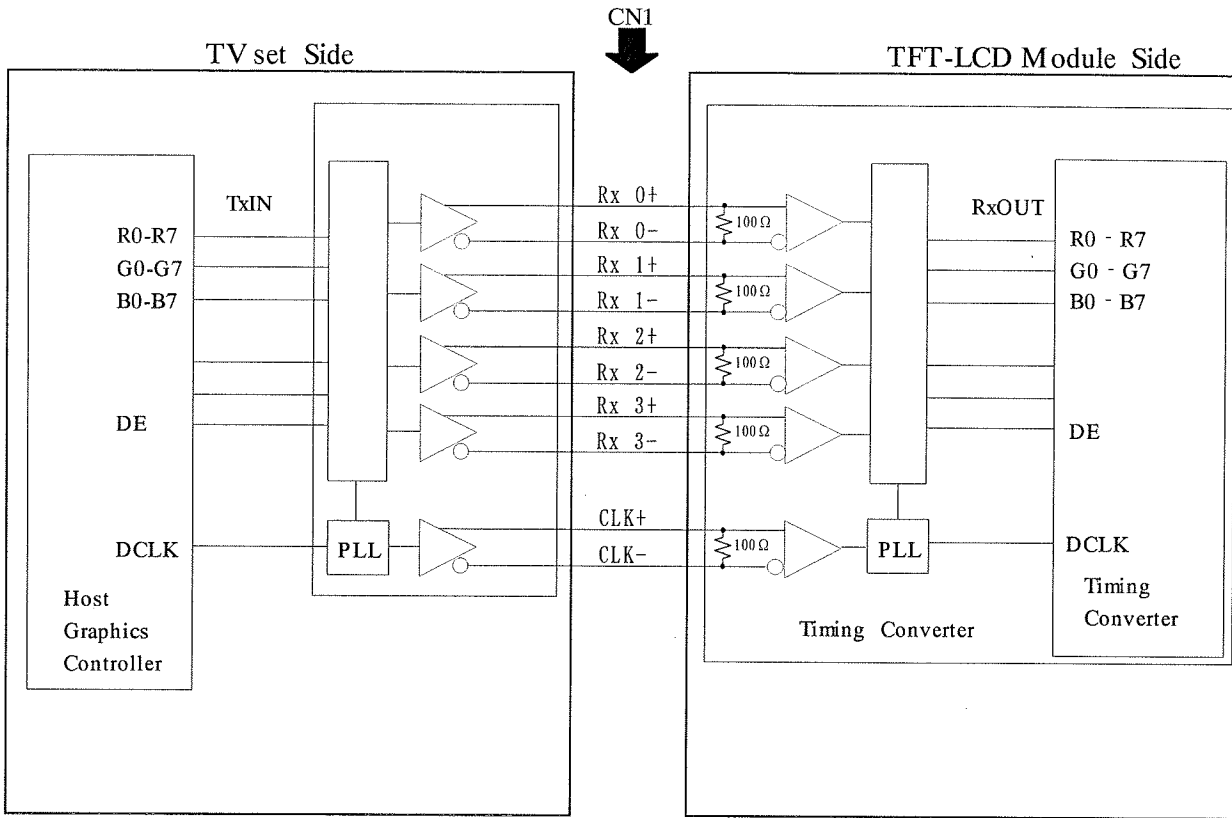 CN1
TV set Side
TFT-LCD Module Side
TxIN
R0-R7
G0-G7
B0-B7
DE
DCLK
PLL
Host
Graphics
Controller
Rx 0+
Rx 0-
Rx 1+
Rx 1-
Rx 2+
Rx 2-
Rx 3+
Rx 3-
CLK+
CLK-
100Ω
100Ω
100Ω
100Ω
100Ω
RxOUT
R0 - R7
G0 - G7
B0 - B7
DE
PLL
DCLK
Timing Converter
Timing
Converter